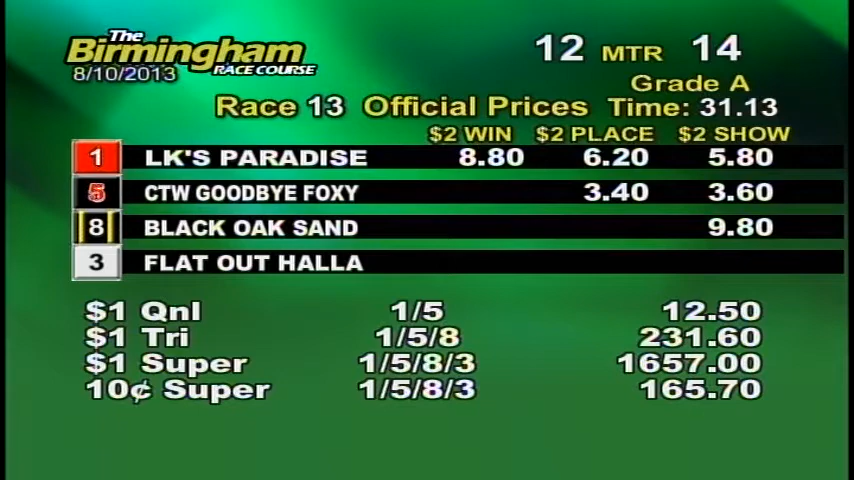 The
Birmingham
RACE COURSE
8/10/2013
12 MTR 14
Grade A
Race 13 Official Prices Time: 31.13
$2 WIN $2 PLACE $2 SHOW
1 LK'S PARADISE 8.80 6.20 5.80
5 CTW GOODBYE FOXY 3.40 3.60
8 BLACK OAK SAND 9.80
3 FLAT OUT HALLA
$1 Qnl 1/5 12.50
$1 Tri 1/5/8 231.60
$1 Super 1/5/8/3 1657.00
10¢ Super 1/5/8/3 165.70